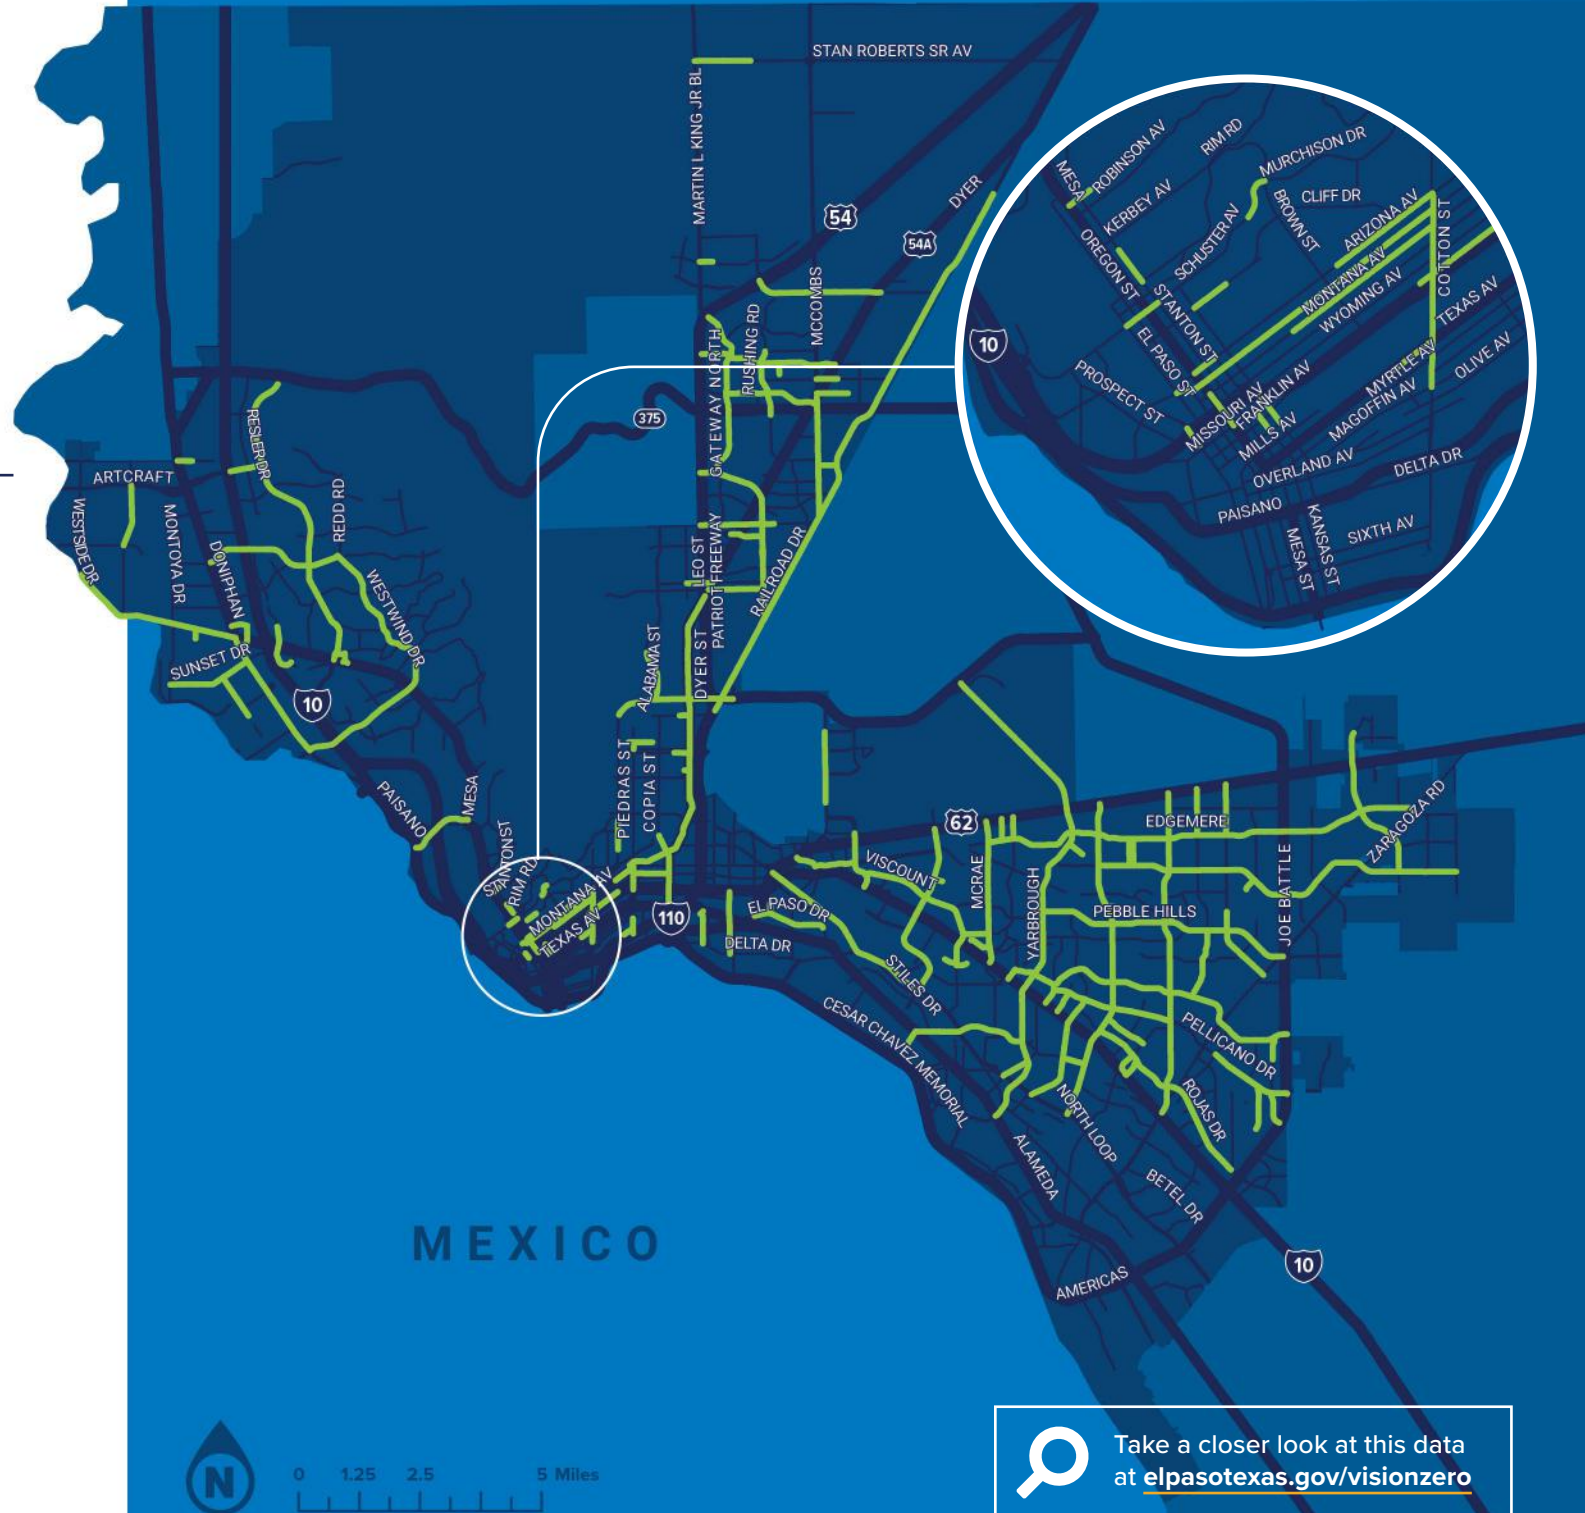 STAN ROBERTS SR AV
MARTIN L KING JR BL
54
54A
DYER
MCCOMBS
RUSHING RD
GATEWAY NORTH
375
10
MESA
ROBINSON AV
RIM RD
KERBEY AV
MURCHISON DR
CLIFF DR
BROWN ST
SCHUSTER AV
OREGON ST
STANTON ST
ARIZONA AV
MONTANA AV
WYOMING AV
COTTON ST
TEXAS AV
EL PASO ST
PROSPECT ST
MISSOURI AV
FRANKLIN AV
MILLS AV
MYRTLE AV
MAGOFFIN AV
OLIVE AV
OVERLAND AV
DELTA DR
PAISANO
KANSAS ST
MESA ST
SIXTH AV
RESLER DR
ARTCRAFT
WESTSIDE DR
MONTOYA DR
DONIPHAN
REDD RD
WESTWIND DR
SUNSET DR
10
LEO ST
PATRIOT FREEWAY
RAILROAD DR
ALABAMA ST
DYER ST
PIEDRAS ST
COPIA ST
PAISANO
MESA
STANTON ST
RIM RD
MONTANA AV
TEXAS AV
110
EL PASO DR
DELTA DR
62
VISCOUNT
MCRAE
YARBROUGH
EDGEMERE
ZARAGOZA RD
JOE BATTLE
PEBBLE HILLS
STILES DR
CESAR CHAVEZ MEMORIAL
PELLICANO DR
ROJAS DR
NORTH LOOP
ALAMEDA
BETEL DR
AMERICAS
10
MEXICO
N
0 1.25 2.5 5 Miles
Take a closer look at this data
at elpasotexas.gov/visionzero